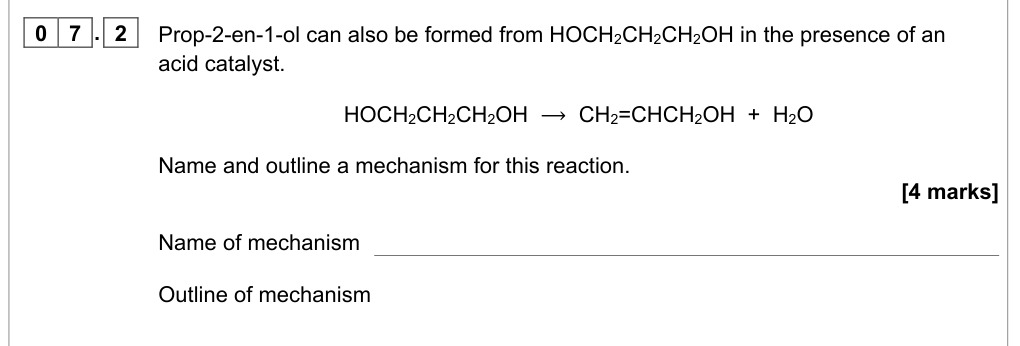 0 7 . 2 Prop-2-en-1-ol can also be formed from HOCH₂CH₂CH₂OH in the presence of an
acid catalyst.
HOCH₂CH₂CH₂OH ⟶ CH₂=CHCH₂OH + H₂O
Name and outline a mechanism for this reaction.
[4 marks]
Name of mechanism
Outline of mechanism